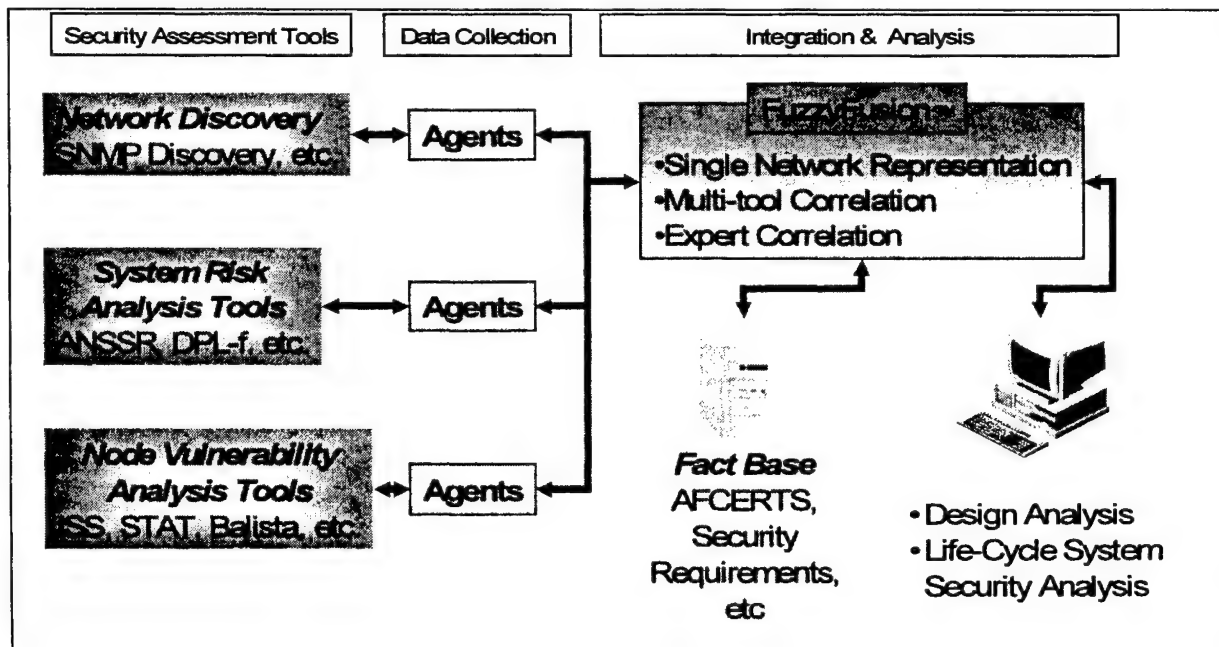 Security Assessment Tools
Data Collection
Integration & Analysis
Network Discovery
SNMP Discovery, etc.
Agents
System Risk
Analysis Tools
ANSSR, DPL-f, etc.
Agents
Node Vulnerability
Analysis Tools
ISS, STAT, Balista, etc
Agents
FuzzyFusion™
•Single Network Representation
•Multi-tool Correlation
•Expert Correlation
Fact Base
AFCERTS,
Security
Requirements,
etc
•Design Analysis
•Life-Cycle System
Security Analysis